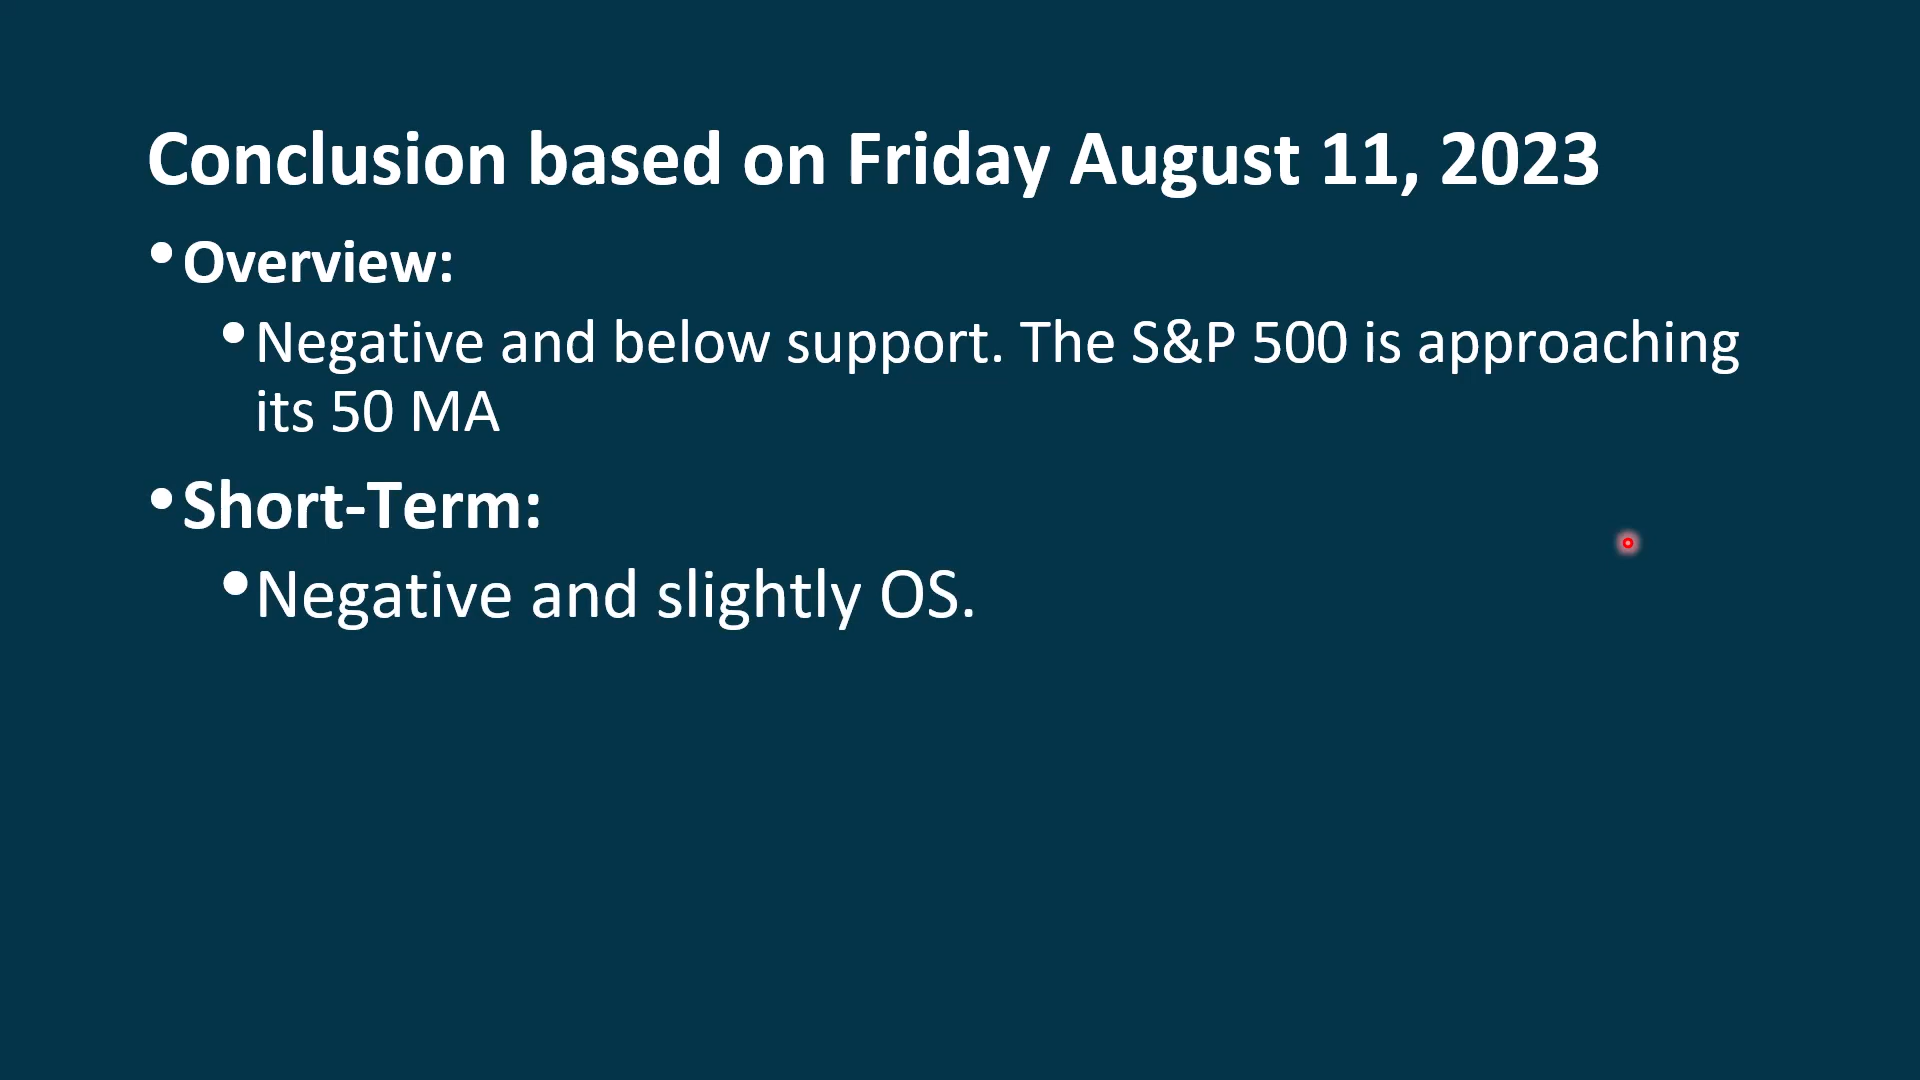 Conclusion based on Friday August 11, 2023
• Overview:
• Negative and below support. The S&P 500 is approaching
its 50 MA
• Short-Term:
• Negative and slightly OS.